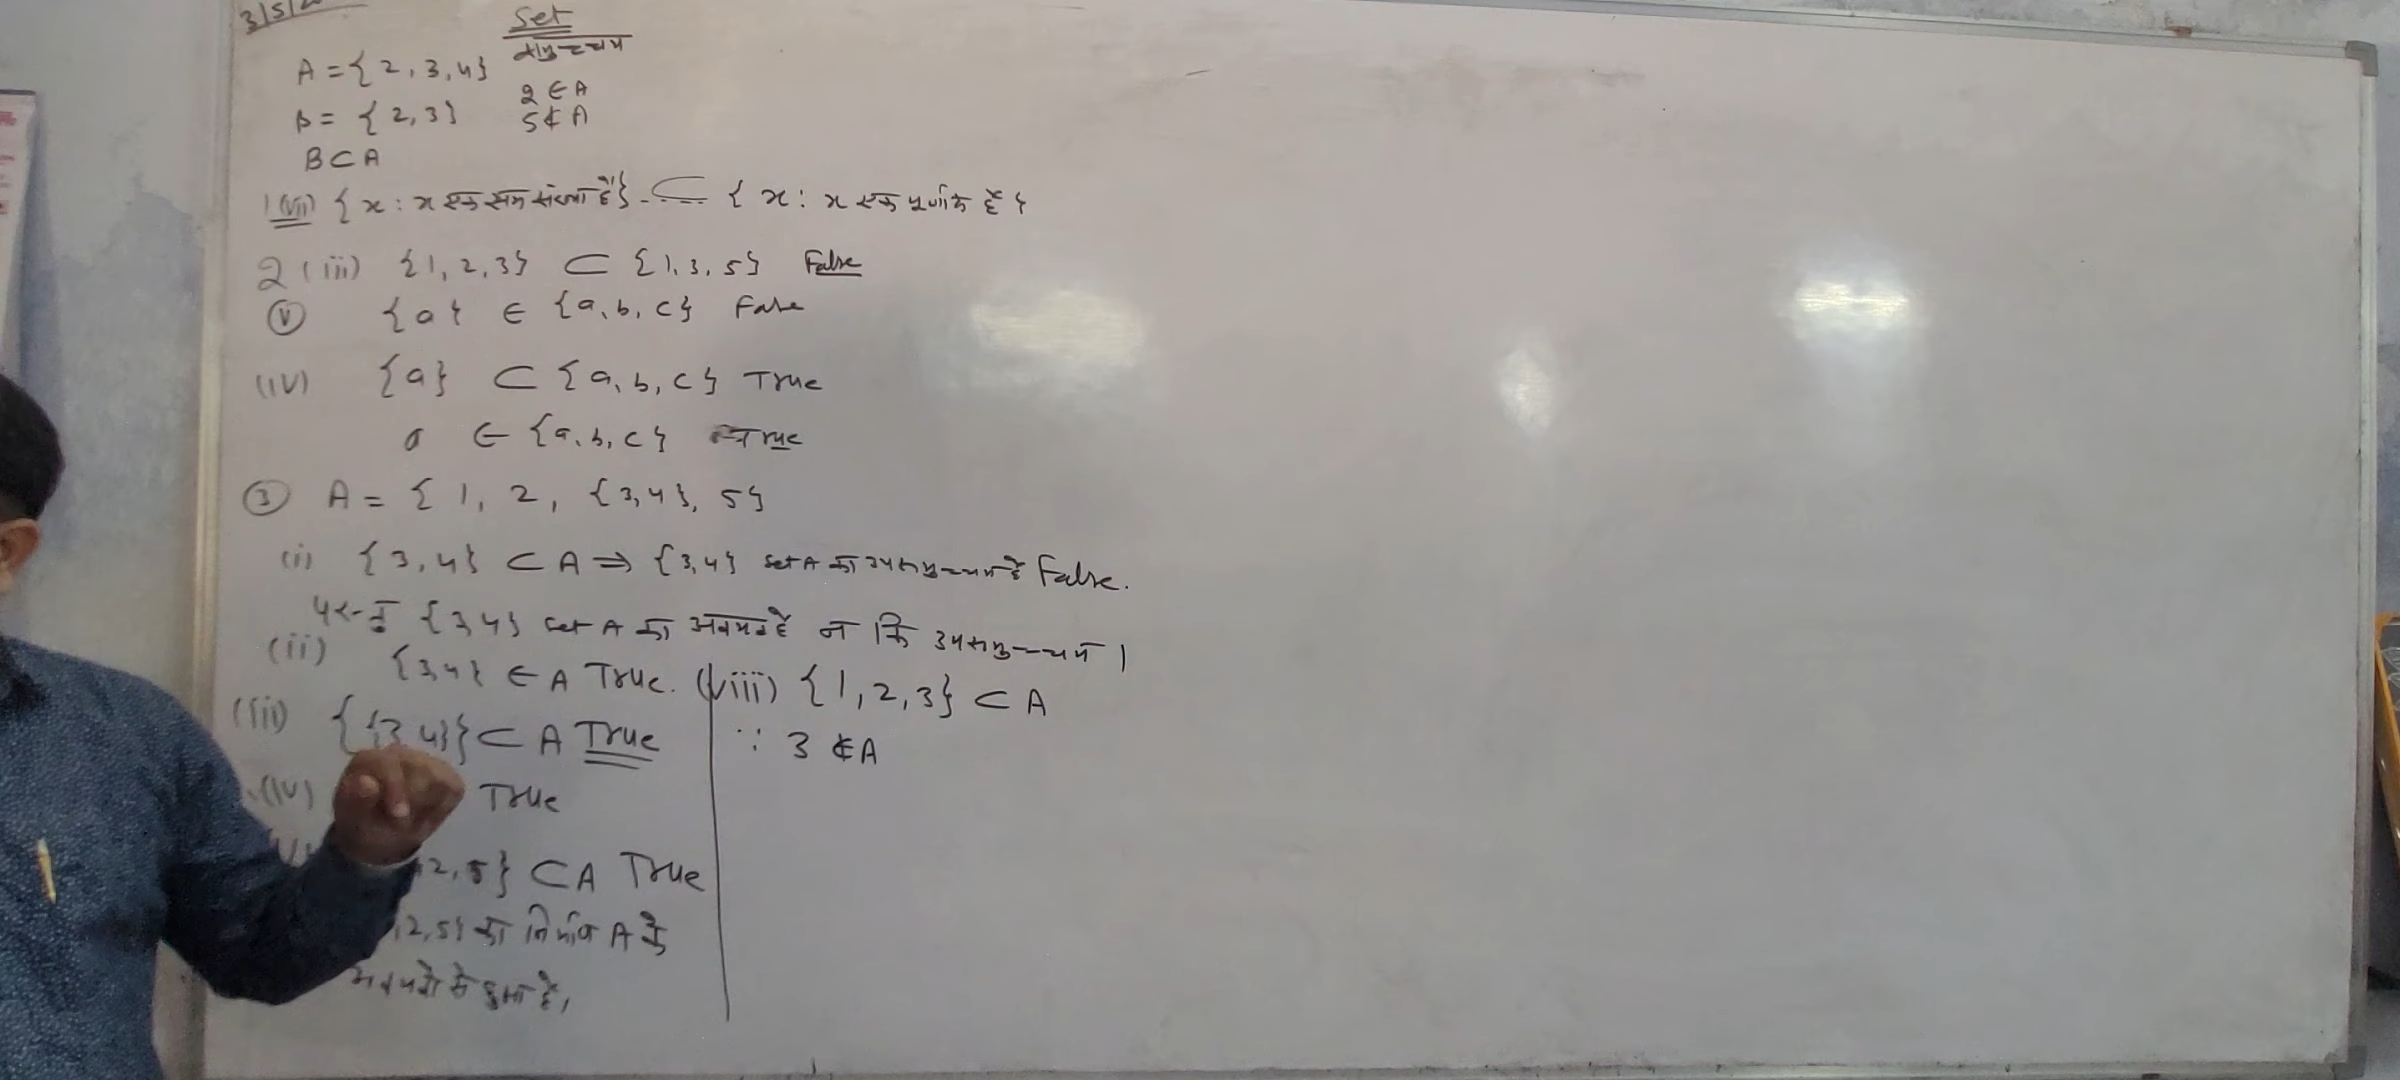 3/5/2
Set
समुच्चय
A = {2, 3, 4}
2 ∈ A
B = {2, 3}
5 ∉ A
B ⊂ A
1 (vii) {x : x एक सम संख्या है} ⊂ {x : x एक पूर्णांक है}
2 (iii) {1, 2, 3} ⊂ {1, 3, 5} False
(v) {a} ∈ {a, b, c} False
(iv) {a} ⊂ {a, b, c} True
a ∈ {a, b, c} True
(3) A = {1, 2, {3,4}, 5}
(i) {3, 4} ⊂ A ⇒ {3,4} set A का उपसमुच्चय है False.
परन्तु {3,4} set A का अवयव है न कि उपसमुच्चय ।
(ii) {3,4} ∈ A True.
(iii) {{3,4}} ⊂ A True
(iv) True
2, 5} ⊂ A True
2,5} का निर्माण A के
अवयवों से हुआ है,
(viii) {1, 2, 3} ⊂ A
∵ 3 ∉ A